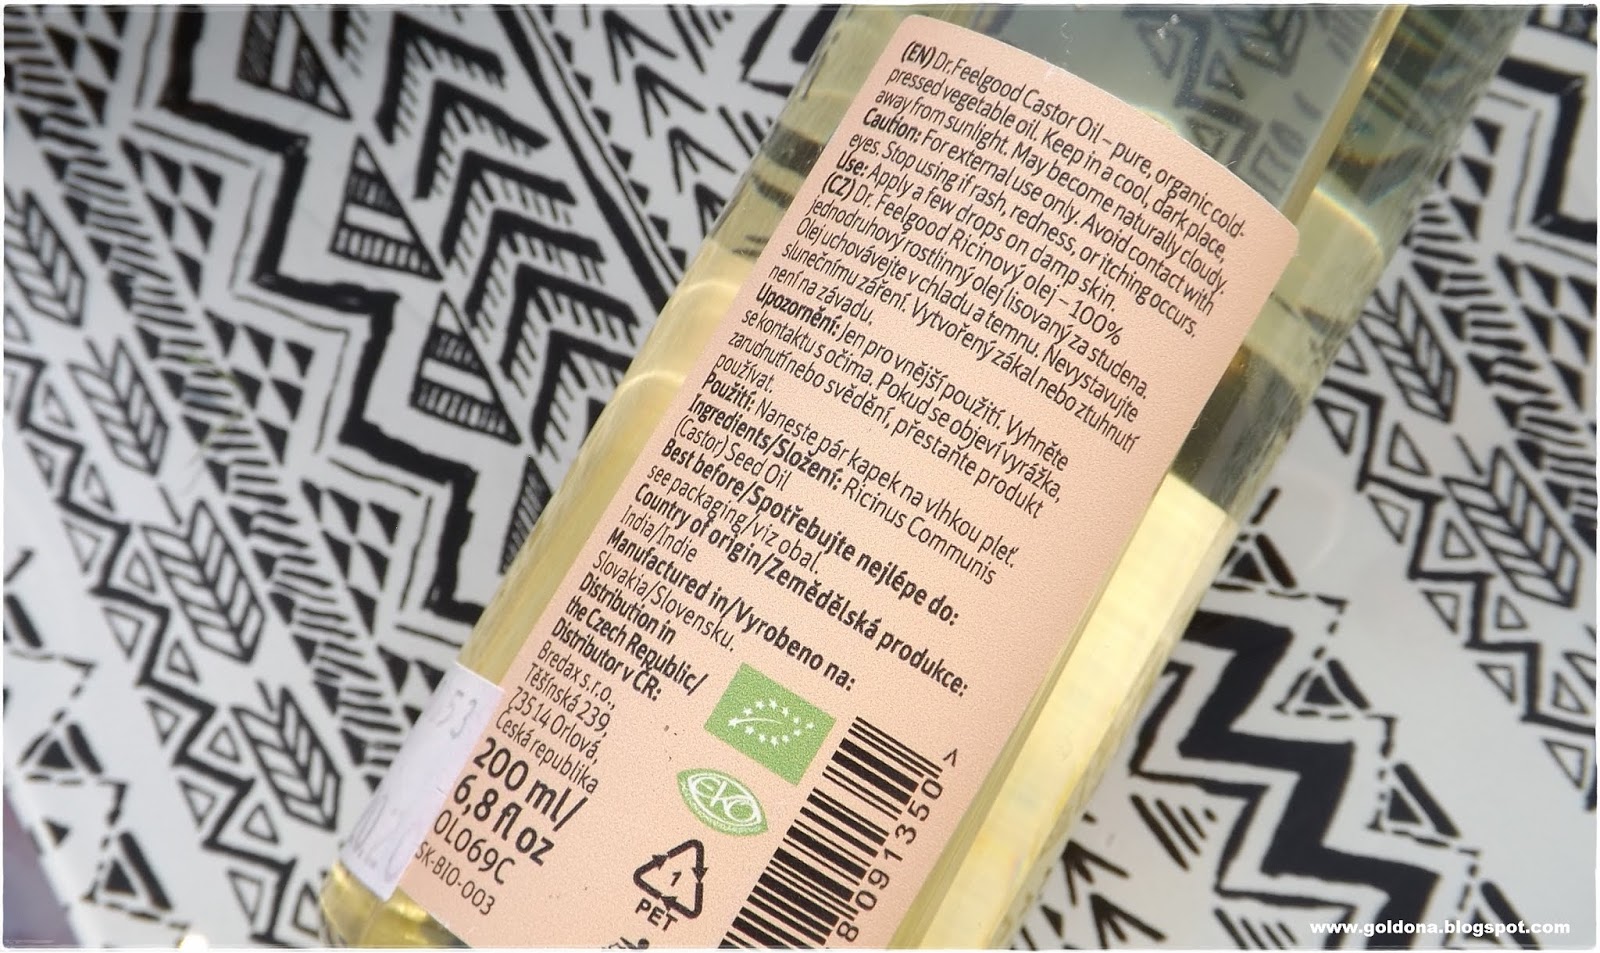 (EN) Dr.Feelgood Castor Oil – pure, organic cold-
pressed vegetable oil. Keep in a cool, dark place,
away from sunlight. May become naturally cloudy.
Caution: For external use only. Avoid contact with
eyes. Stop using if rash, redness, or itching occurs.
Use: Apply a few drops on damp skin.
(CZ) Dr. Feelgood Ricinový olej – 100%
jednodruhový rostlinný olej lisovaný za studena
Olej uchovávejte v chladu a temnu. Nevystavujte
slunečnímu záření. Vytvořený zákal nebo ztuhnutí
není na závadu.
Upozornění: Jen pro vnější použití. Vyhněte
se kontaktu s očima. Pokud se objeví vyrážka,
zarudnutí nebo svědění, přestaňte produkt
používat.
Použití: Naneste pár kapek na vlhkou pleť.
Ingredients/Složení: Ricinus Communis
(Castor) Seed Oil
Best before/Spotřebujte nejlépe do:
see packaging/viz obal.
Country of origin/Zemědělská produkce:
India/Indie
Manufactured in/Vyrobeno na:
Slovakia/Slovensku.
Distribution in
the Czech Republic/
Distributor v ČR:
Bredax s.r.o.,
Těšínská 239,
73514 Orlová,
Česká republika
200 ml/
6,8 fl oz
OL069C
SK-BIO-003
EKO
1
PET
8 091350 >
53
www.goldona.blogspot.com